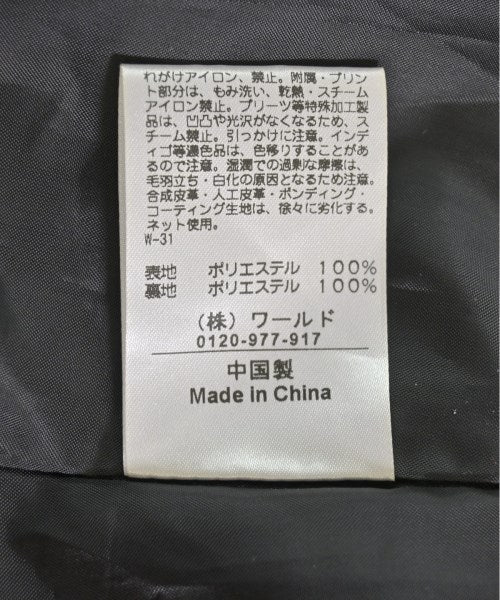 れがけアイロン、禁止。附属・プリン
ト部分は、もみ洗い、乾熱・スチーム
アイロン禁止。プリーツ等特殊加工製
品は、凹凸や光沢がなくなるため、ス
チーム禁止。引っかけに注意。インデ
ィゴ等濃色品は、色移りすることがあ
るので注意。湿潤での過剰な摩擦は、
毛羽立ち・白化の原因となるため注意。
合成皮革・人工皮革・ボンディング・
コーティング生地は、徐々に劣化する。
ネット使用。
W-31
表地 ポリエステル 100%
裏地 ポリエステル 100%
（株）ワールド
0120-977-917
中国製
Made in China